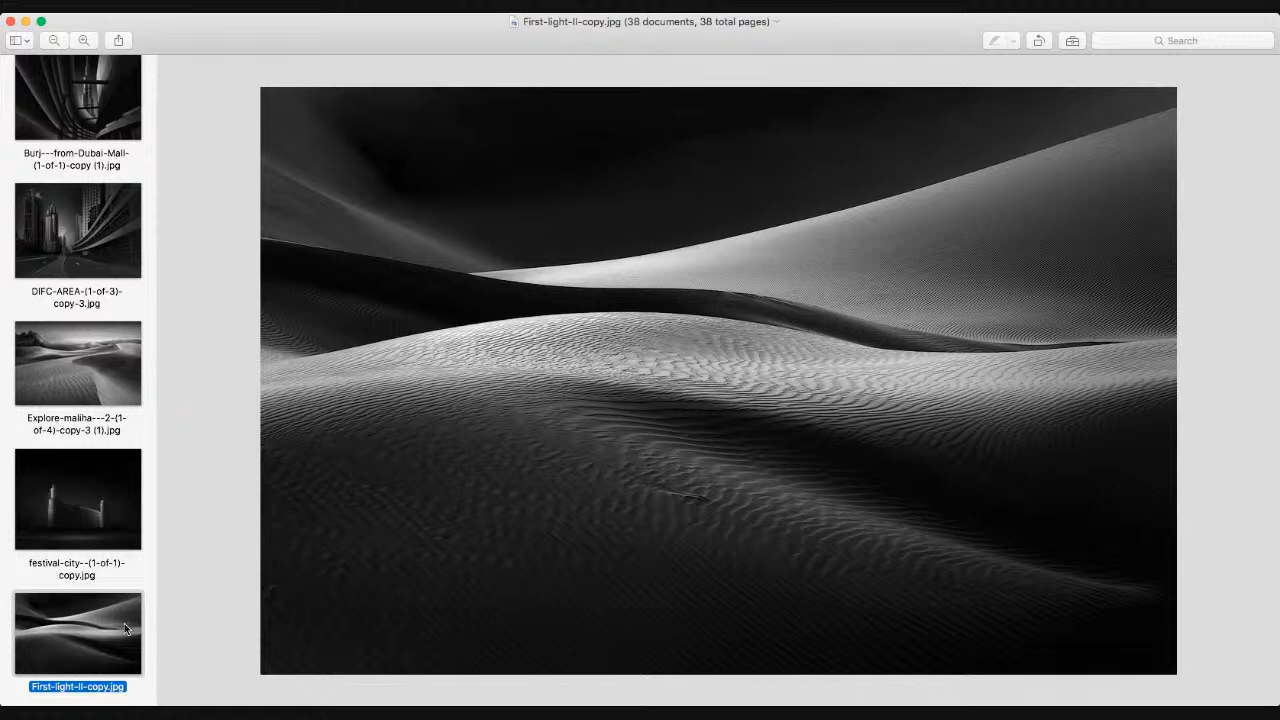 First-light-II-copy.jpg (38 documents, 38 total pages)
Search
Burj---from-Dubai-Mall-
(1-of-1)-copy (1).jpg
DIFC-AREA-(1-of-3)-
copy-3.jpg
Explore-maliha---2-(1-
of-4)-copy-3 (1).jpg
festival-city--(1-of-1)-
copy.jpg
First-light-II-copy.jpg